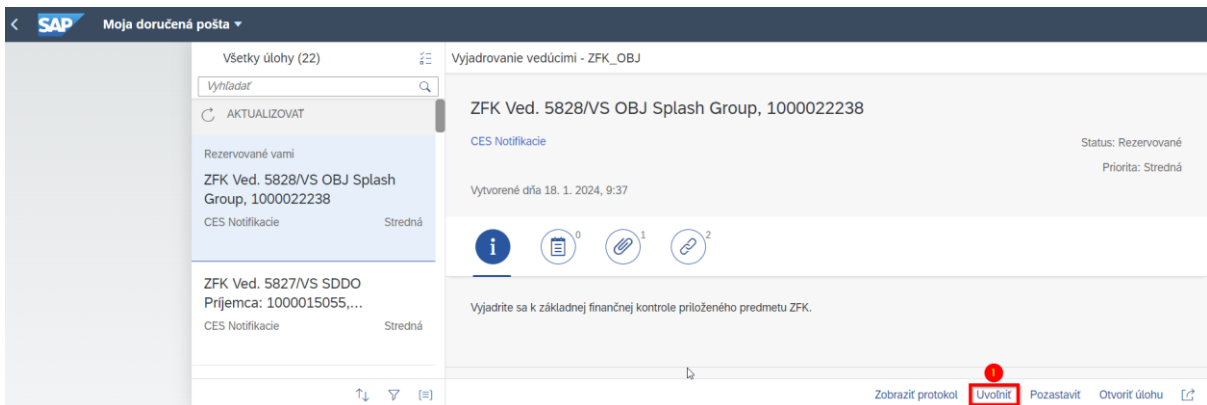 SAP Moja doručená pošta
Všetky úlohy (22)
Vyhľadať
AKTUALIZOVAŤ
Rezervované vami
ZFK Ved. 5828/VS OBJ Splash
Group, 1000022238
CES Notifikacie Stredná
ZFK Ved. 5827/VS SDDO
Príjemca: 1000015055,...
CES Notifikacie Stredná
Vyjadrovanie vedúcimi - ZFK_OBJ
ZFK Ved. 5828/VS OBJ Splash Group, 1000022238
CES Notifikacie
Status: Rezervované
Priorita: Stredná
Vytvorené dňa 18. 1. 2024, 9:37
0 1 2
Vyjadrite sa k základnej finančnej kontrole priloženého predmetu ZFK.
1
Zobraziť protokol Uvoľniť Pozastaviť Otvoriť úlohu